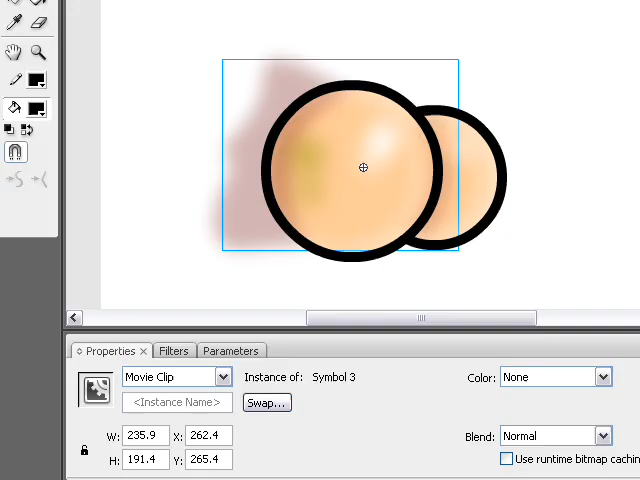 Properties Filters Parameters
Movie Clip Instance of: Symbol 3 Color: None
<Instance Name> Swap...
W: 235.9 X: 262.4 Blend: Normal
H: 191.4 Y: 265.4 Use runtime bitmap cachin